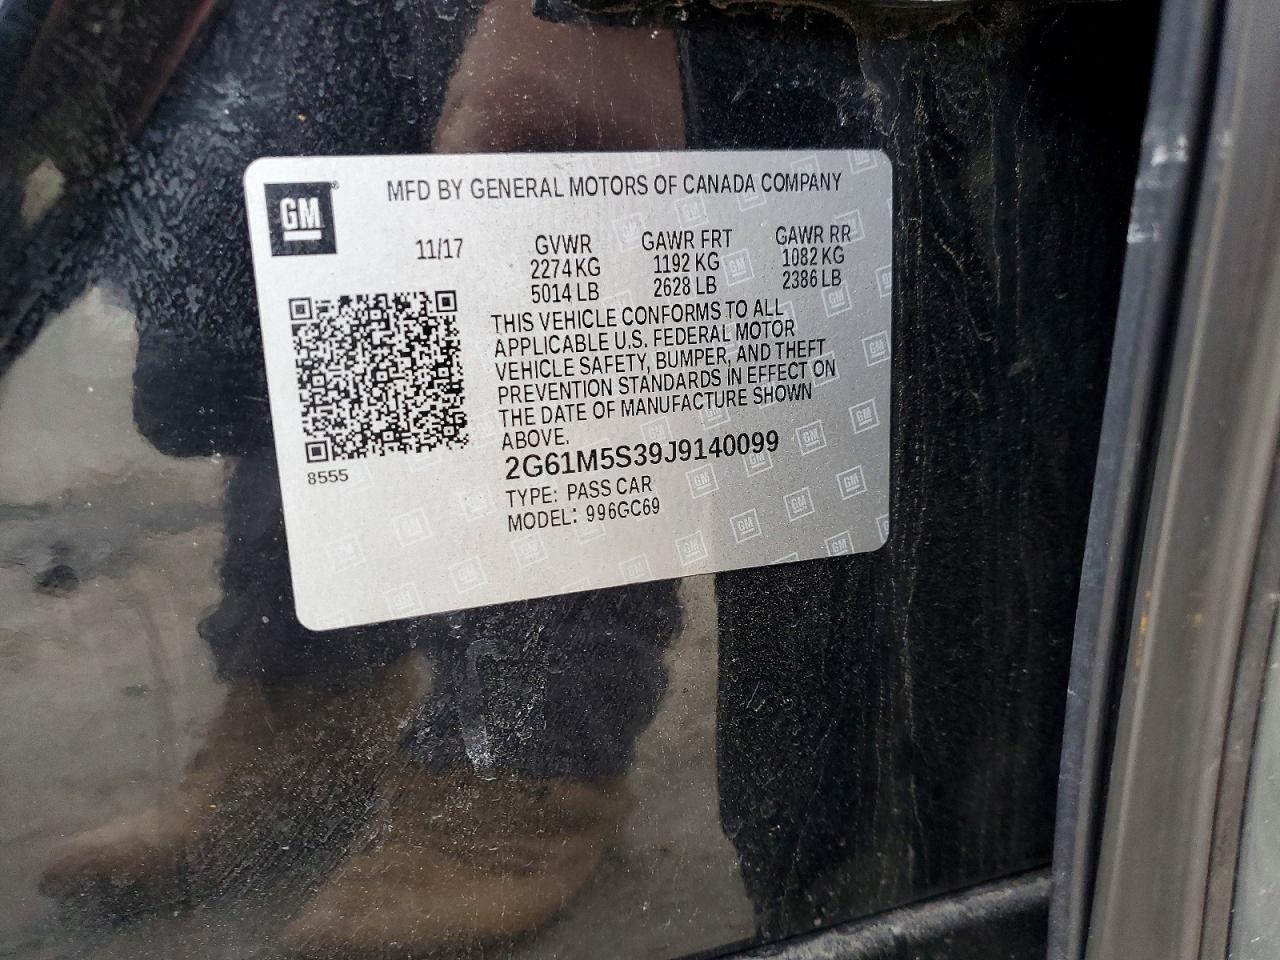 GM
MFD BY GENERAL MOTORS OF CANADA COMPANY
11/17 GVWR GAWR FRT GAWR RR
2274 KG 1192 KG 1082 KG
5014 LB 2628 LB 2386 LB
THIS VEHICLE CONFORMS TO ALL
APPLICABLE U.S. FEDERAL MOTOR
VEHICLE SAFETY, BUMPER, AND THEFT
PREVENTION STANDARDS IN EFFECT ON
THE DATE OF MANUFACTURE SHOWN
ABOVE.
8555
2G61M5S39J9140099
TYPE: PASS CAR
MODEL: 996GC69